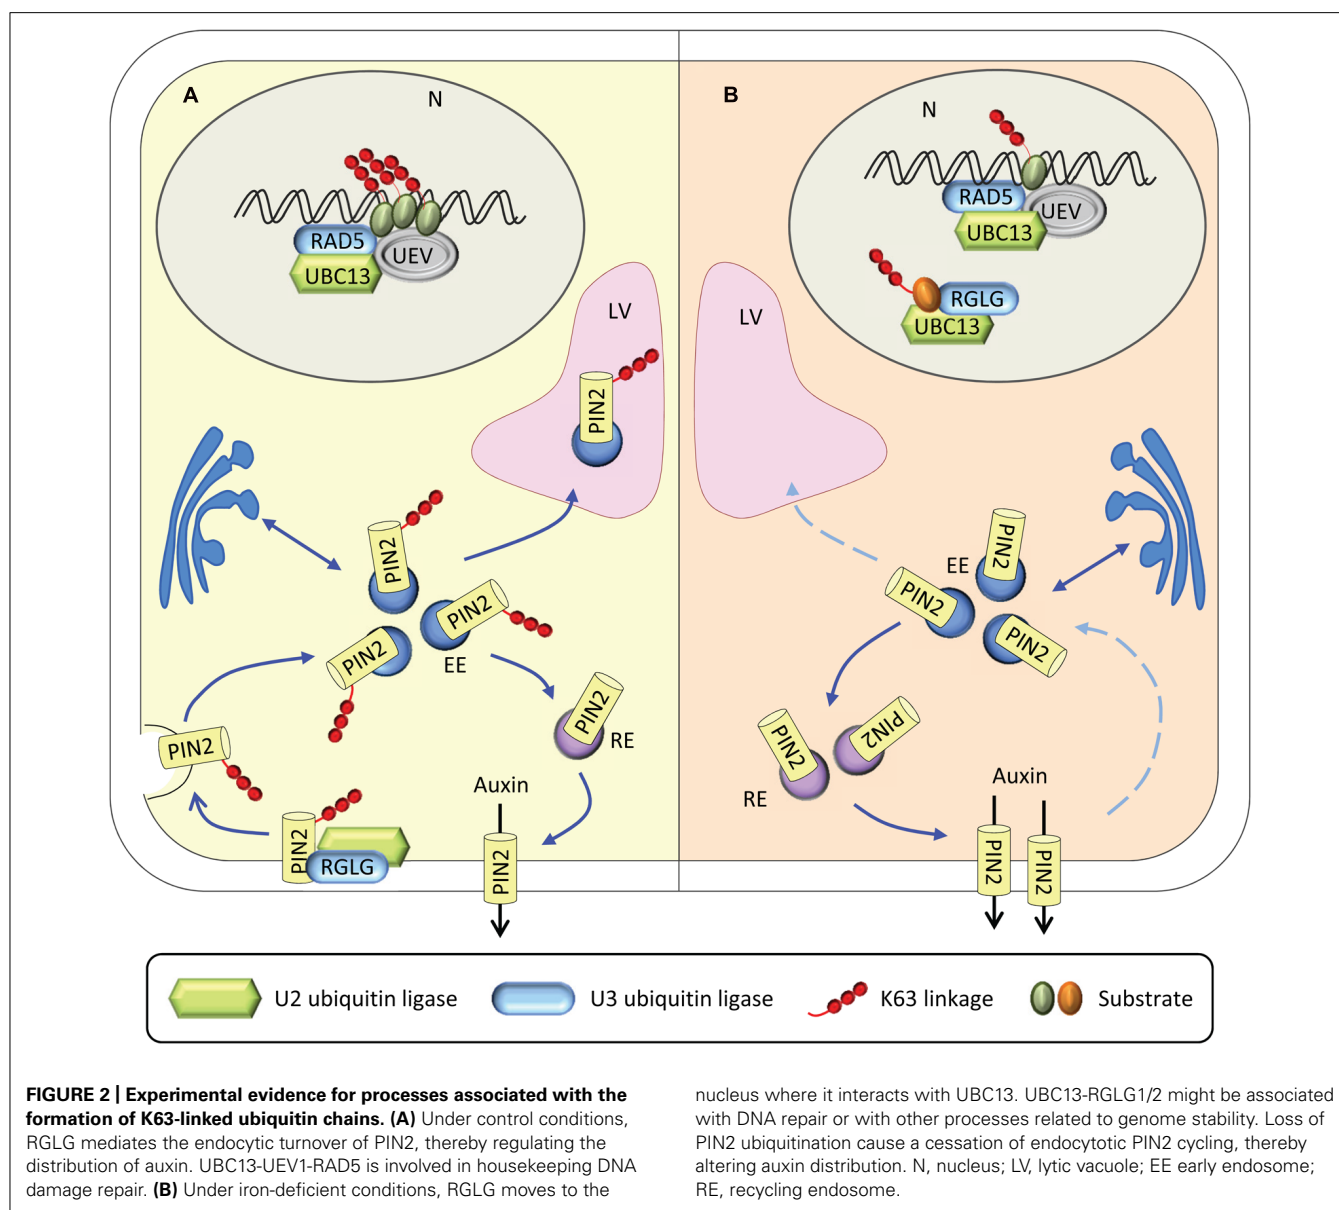 A
N
RAD5
UEV
UBC13
LV
PIN2
PIN2
PIN2
PIN2
EE
PIN2
PIN2
RE
Auxin
PIN2
RGLG
PIN2
B
N
RAD5
UEV
UBC13
RGLG
UBC13
LV
PIN2
EE
PIN2
PIN2
PIN2
PIN2
RE
Auxin
PIN2
PIN2
U2 ubiquitin ligase
U3 ubiquitin ligase
K63 linkage
Substrate
FIGURE 2 | Experimental evidence for processes associated with the
formation of K63-linked ubiquitin chains. (A) Under control conditions,
RGLG mediates the endocytic turnover of PIN2, thereby regulating the
distribution of auxin. UBC13-UEV1-RAD5 is involved in housekeeping DNA
damage repair. (B) Under iron-deficient conditions, RGLG moves to the
nucleus where it interacts with UBC13. UBC13-RGLG1/2 might be associated
with DNA repair or with other processes related to genome stability. Loss of
PIN2 ubiquitination cause a cessation of endocytotic PIN2 cycling, thereby
altering auxin distribution. N, nucleus; LV, lytic vacuole; EE early endosome;
RE, recycling endosome.